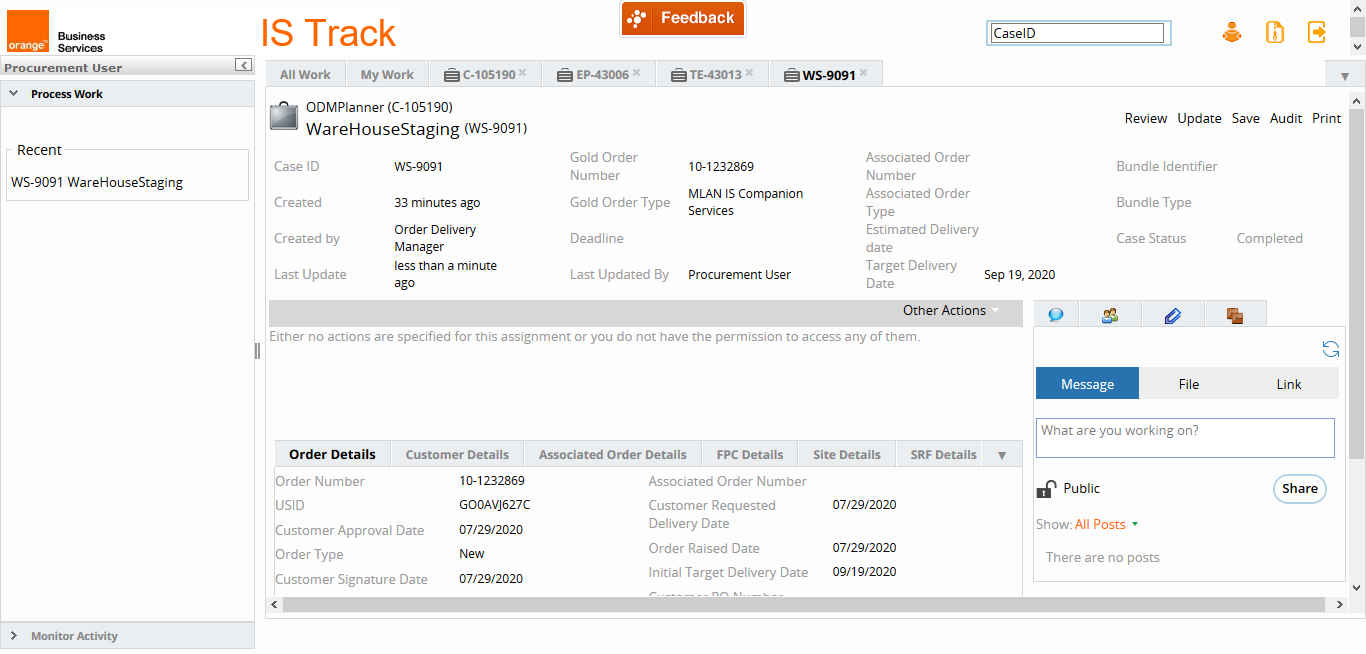 orange™
Business
Services
IS Track
Feedback
CaseID
Procurement User
Process Work
Recent
WS-9091 WareHouseStaging
Monitor Activity
All Work
My Work
C-105190
EP-43006
TE-43013
WS-9091
ODMPlanner (C-105190)
WareHouseStaging (WS-9091)
Review Update Save Audit Print
Case ID WS-9091
Gold Order
Number
10-1232869
Associated Order
Number
Bundle Identifier
Created 33 minutes ago
Gold Order Type
MLAN IS Companion
Services
Associated Order
Type
Bundle Type
Created by
Order Delivery
Manager
Deadline
Estimated Delivery
date
Case Status Completed
Last Update
less than a minute
ago
Last Updated By Procurement User
Target Delivery
Date
Sep 19, 2020
Other Actions
Either no actions are specified for this assignment or you do not have the permission to access any of them.
Order Details
Customer Details
Associated Order Details
FPC Details
Site Details
SRF Details
Order Number 10-1232869
USID GO0AVJ627C
Customer Approval Date 07/29/2020
Order Type New
Customer Signature Date 07/29/2020
Associated Order Number
Customer Requested
Delivery Date
07/29/2020
Order Raised Date 07/29/2020
Initial Target Delivery Date 09/19/2020
Customer PO Number
Message File Link
What are you working on?
Public
Share
Show: All Posts
There are no posts